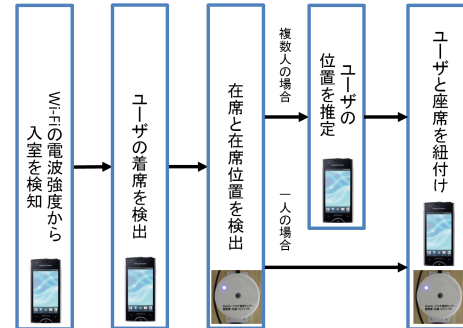 Wi-Fiの電波強度から
入室を検知
ユーザの着席を検出
在席と在席位置を検出
複数人の場合
一人の場合
ユーザの
位置を推定
ユーザと座席を紐付け